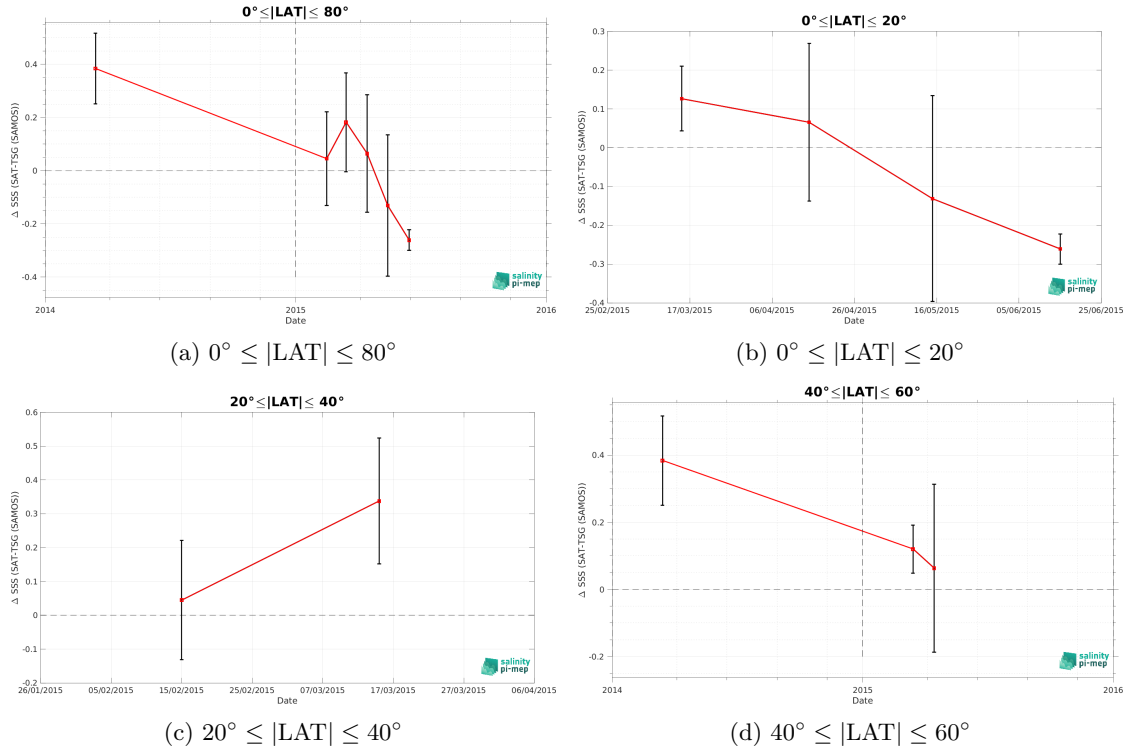 0°≤|LAT|≤ 80°
Δ SSS (SAT-TSG (SAMOS))
0.4
0.2
0
-0.2
-0.4
2014
2015
2016
Date
salinity
pi-mep
(a) 0° ≤ |LAT| ≤ 80°
0°≤|LAT|≤ 20°
Δ SSS (SAT-TSG (SAMOS))
0.3
0.2
0.1
0
-0.1
-0.2
-0.3
-0.4
25/02/2015
17/03/2015
06/04/2015
26/04/2015
16/05/2015
05/06/2015
25/06/2015
Date
salinity
pi-mep
(b) 0° ≤ |LAT| ≤ 20°
20°≤|LAT|≤ 40°
Δ SSS (SAT-TSG (SAMOS))
0.6
0.5
0.4
0.3
0.2
0.1
0
-0.1
-0.2
26/01/2015
05/02/2015
15/02/2015
25/02/2015
07/03/2015
17/03/2015
27/03/2015
06/04/2015
Date
salinity
pi-mep
(c) 20° ≤ |LAT| ≤ 40°
40°≤|LAT|≤ 60°
Δ SSS (SAT-TSG (SAMOS))
0.4
0.2
0
-0.2
2014
2015
2016
Date
salinity
pi-mep
(d) 40° ≤ |LAT| ≤ 60°